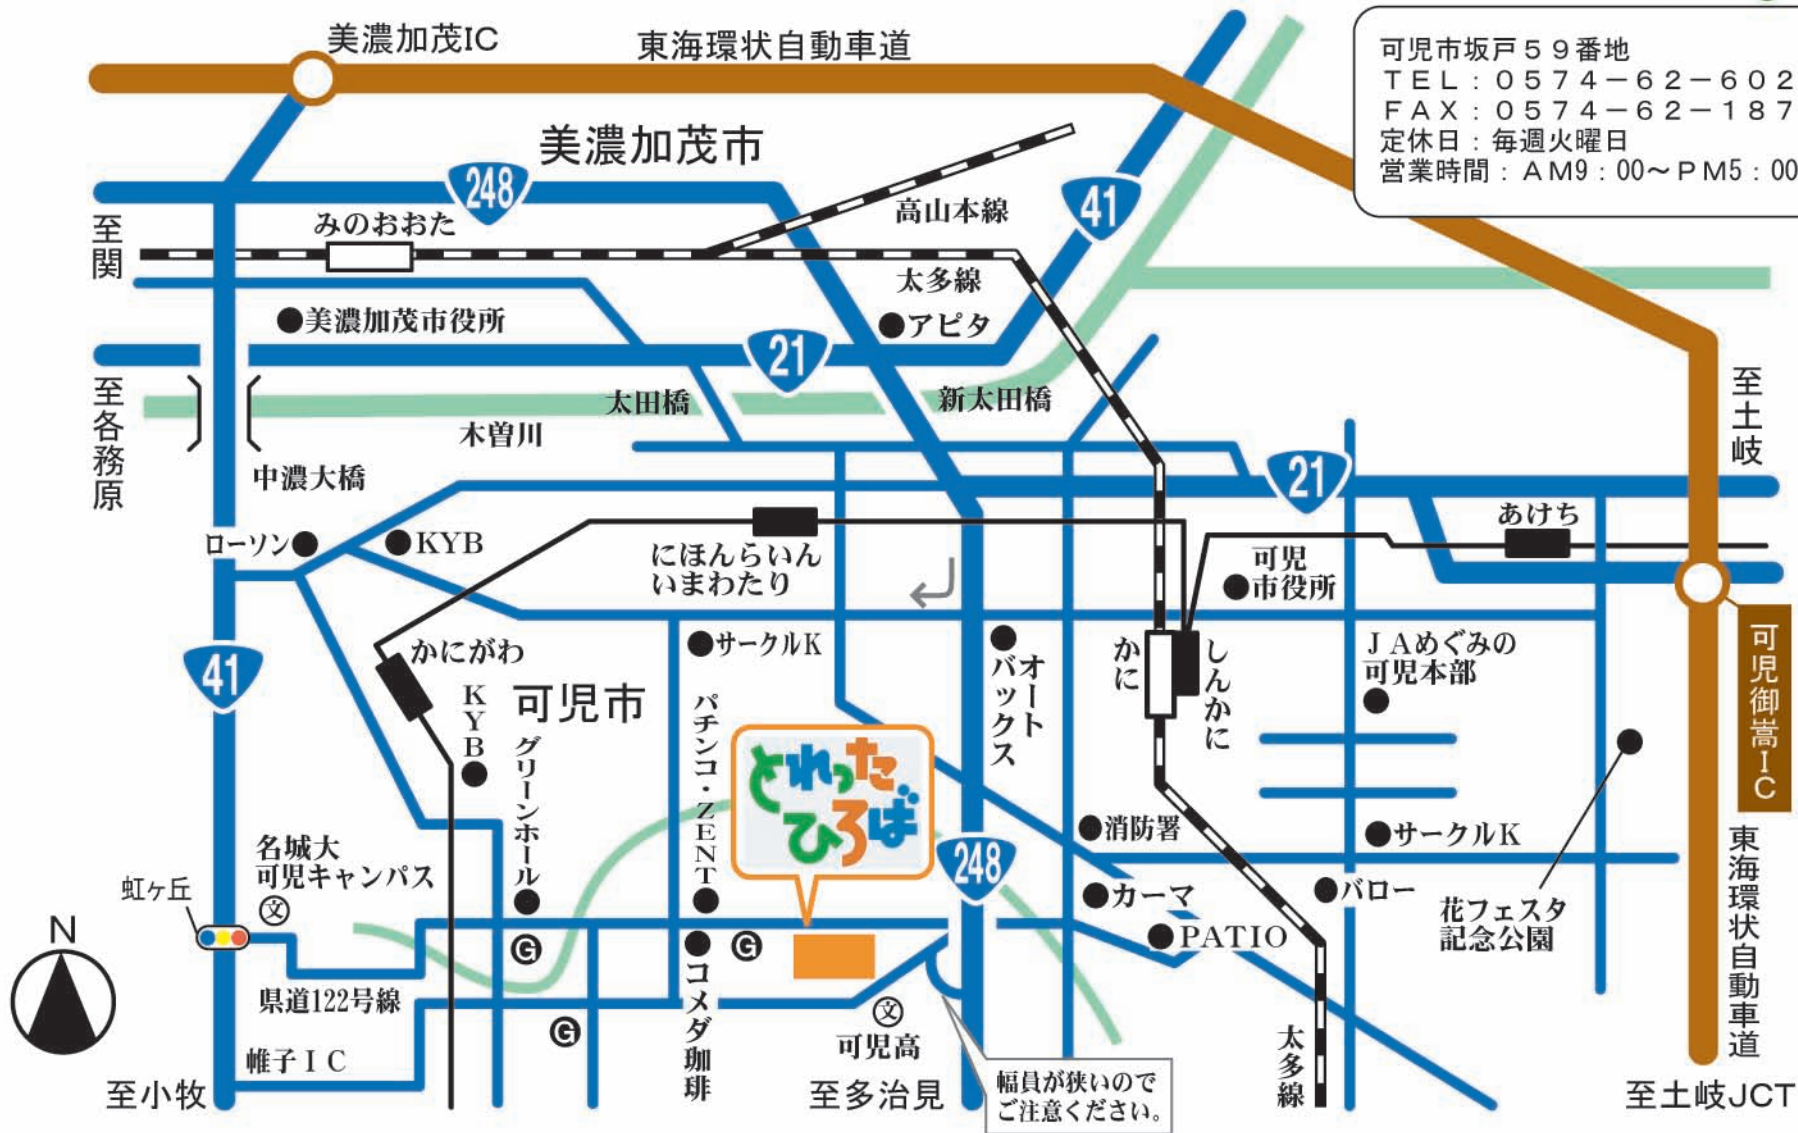 美濃加茂IC
東海環状自動車道
可児市坂戸５９番地
ＴＥＬ：０５７４－６２－６０２
ＦＡＸ：０５７４－６２－１８７
定休日：毎週火曜日
営業時間：ＡＭ9：00～ＰＭ5：00
美濃加茂市
248
41
至関
みのおおた
高山本線
太多線
美濃加茂市役所
アピタ
21
至各務原
太田橋
新太田橋
木曽川
中濃大橋
至土岐
21
あけち
ローソン
KYB
にほんらいん
いまわたり
可児
市役所
41
かにがわ
サークルK
オート
バックス
かに
しんかに
ＪＡめぐみの
可児本部
可児御嵩IC
KYB
可児市
グリーンホール
パチンコ・ZENT
とれった
ひろば
248
消防署
サークルK
名城大
可児キャンパス
文
虹ヶ丘
カーマ
バロー
花フェスタ
記念公園
東海環状自動車道
N
G
G
PATIO
県道122号線
コメダ珈琲
G
文
可児高
帷子ＩＣ
至小牧
至多治見
幅員が狭いので
ご注意ください。
太多線
至土岐JCT